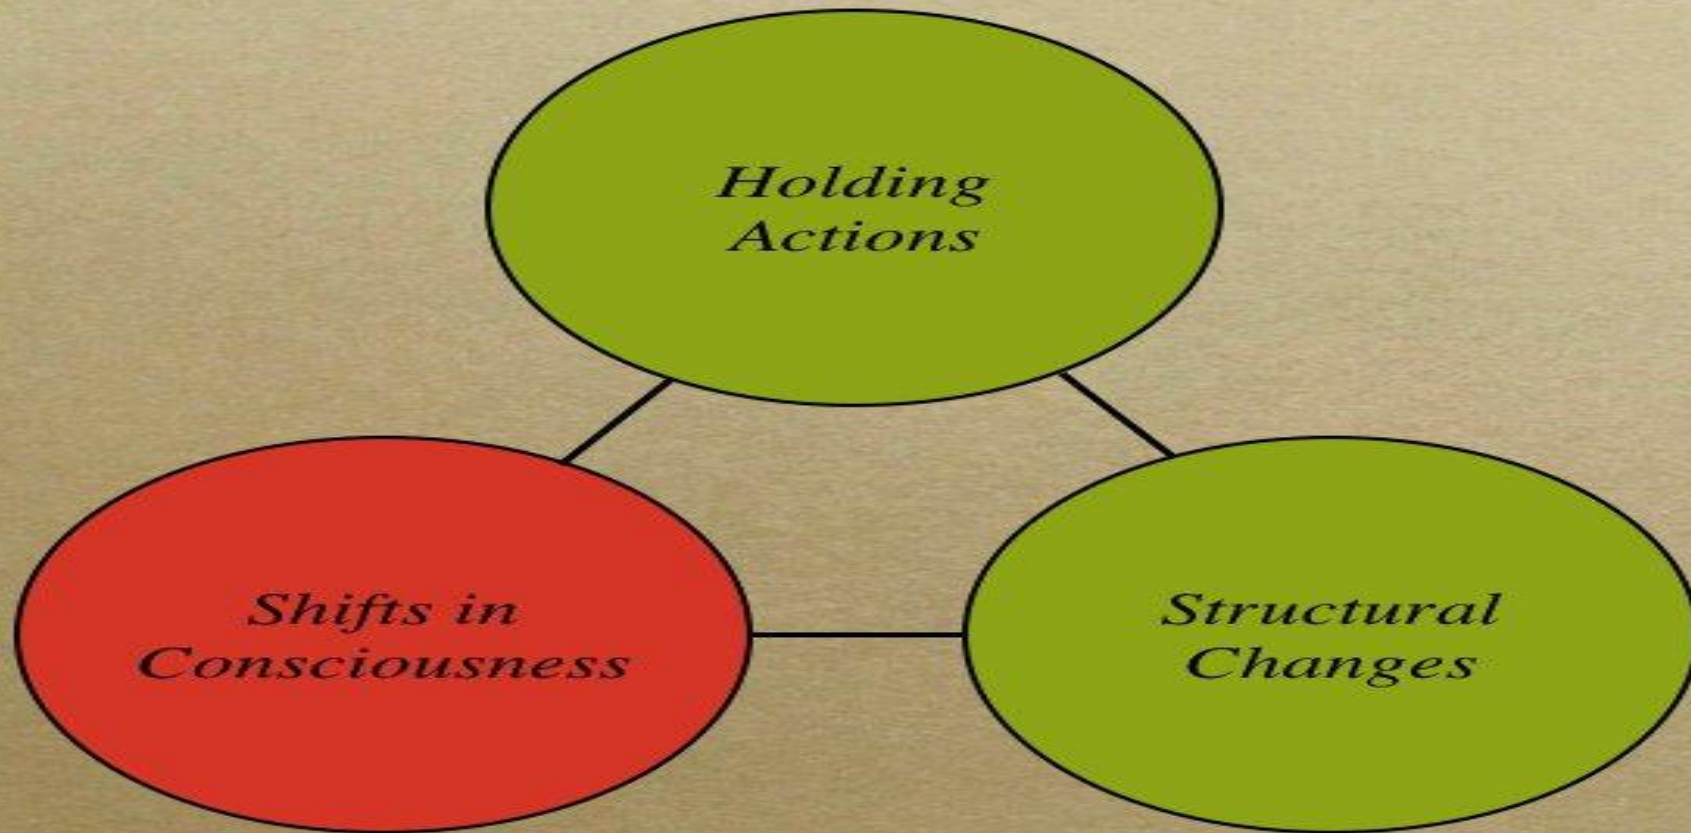 Holding
Actions
Shifts in
Consciousness
Structural
Changes